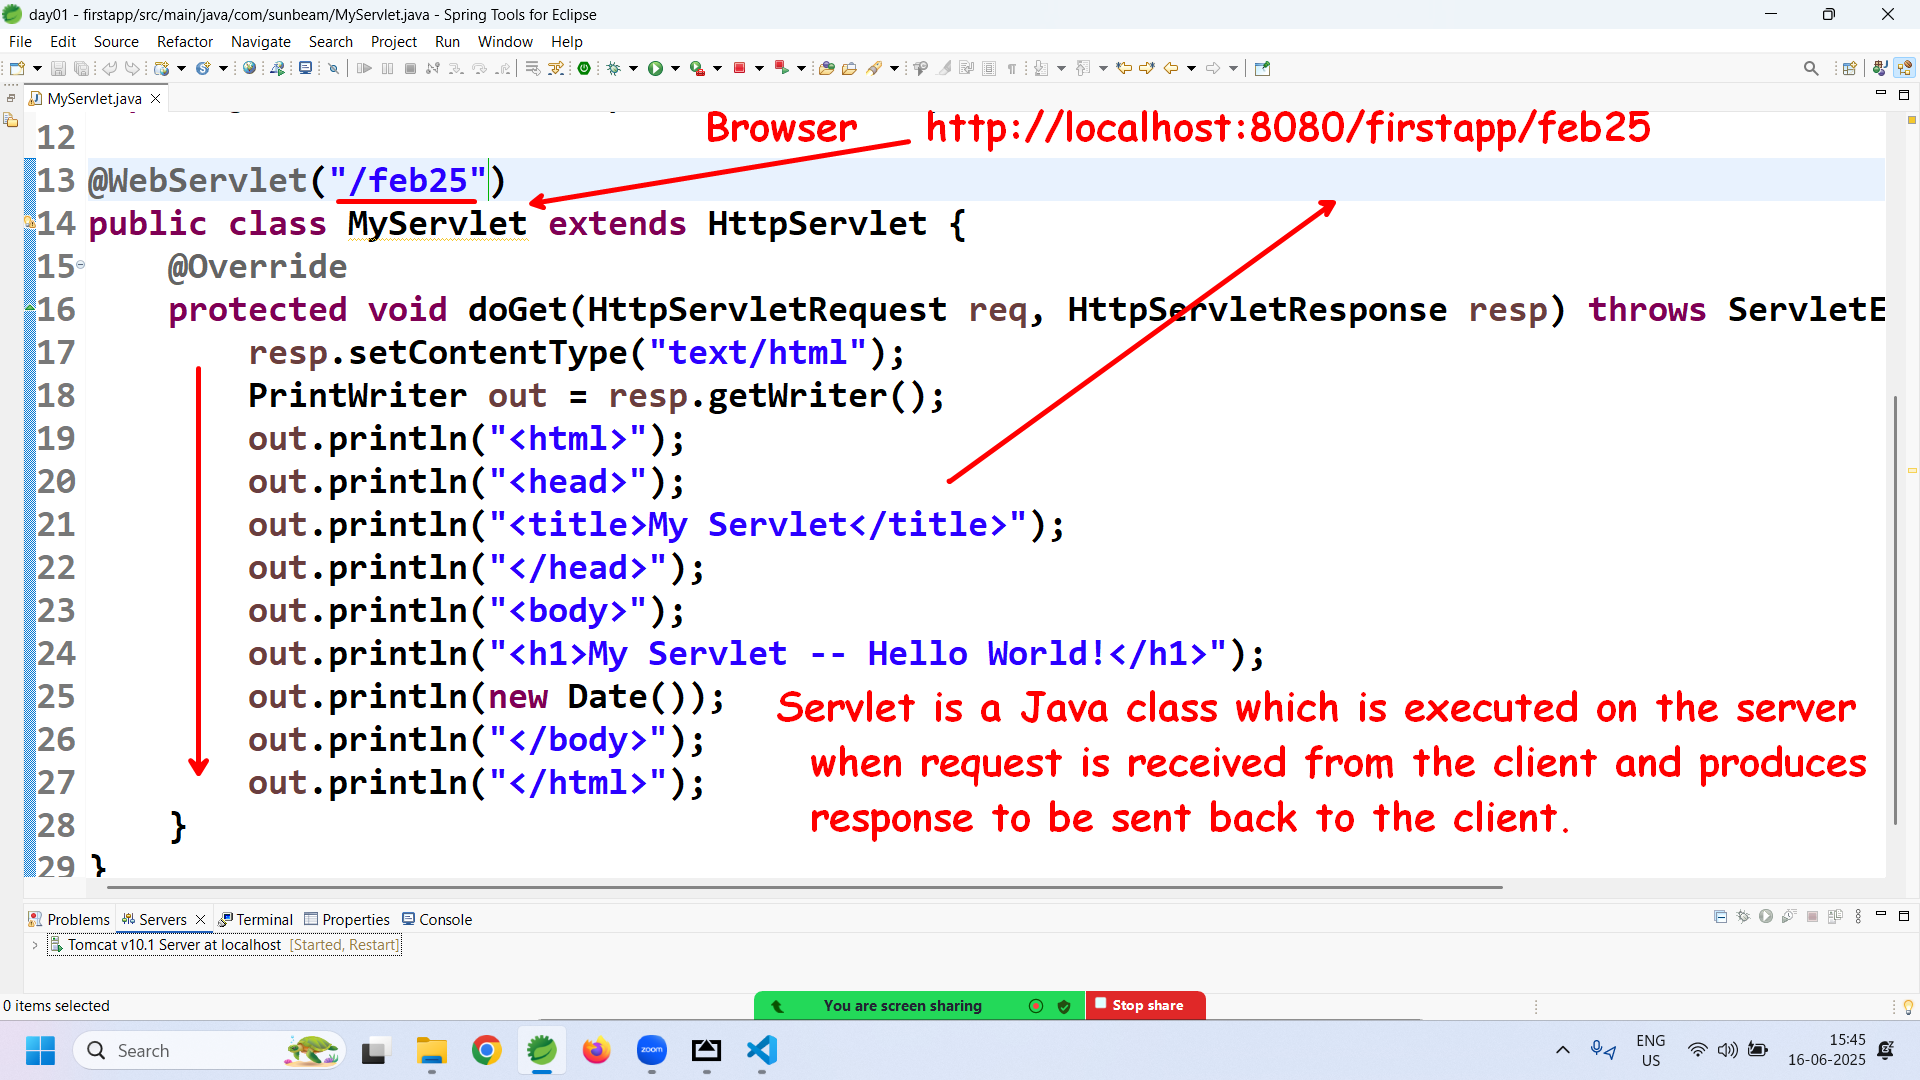 day01 - firstapp/src/main/java/com/sunbeam/MyServlet.java - Spring Tools for Eclipse
File Edit Source Refactor Navigate Search Project Run Window Help
MyServlet.java
Browser http://localhost:8080/firstapp/feb25
12
13 @WebServlet("/feb25")
14 public class MyServlet extends HttpServlet {
15 @Override
16 protected void doGet(HttpServletRequest req, HttpServletResponse resp) throws ServletE
17 resp.setContentType("text/html");
18 PrintWriter out = resp.getWriter();
19 out.println("<html>");
20 out.println("<head>");
21 out.println("<title>My Servlet</title>");
22 out.println("</head>");
23 out.println("<body>");
24 out.println("<h1>My Servlet -- Hello World!</h1>");
25 out.println(new Date());
26 out.println("</body>");
27 out.println("</html>");
28 }
29 }
Servlet is a Java class which is executed on the server
when request is received from the client and produces
response to be sent back to the client.
Problems Servers Terminal Properties Console
Tomcat v10.1 Server at localhost [Started, Restart]
0 items selected
You are screen sharing Stop share
Search
zoom
ENG
US
15:45
16-06-2025